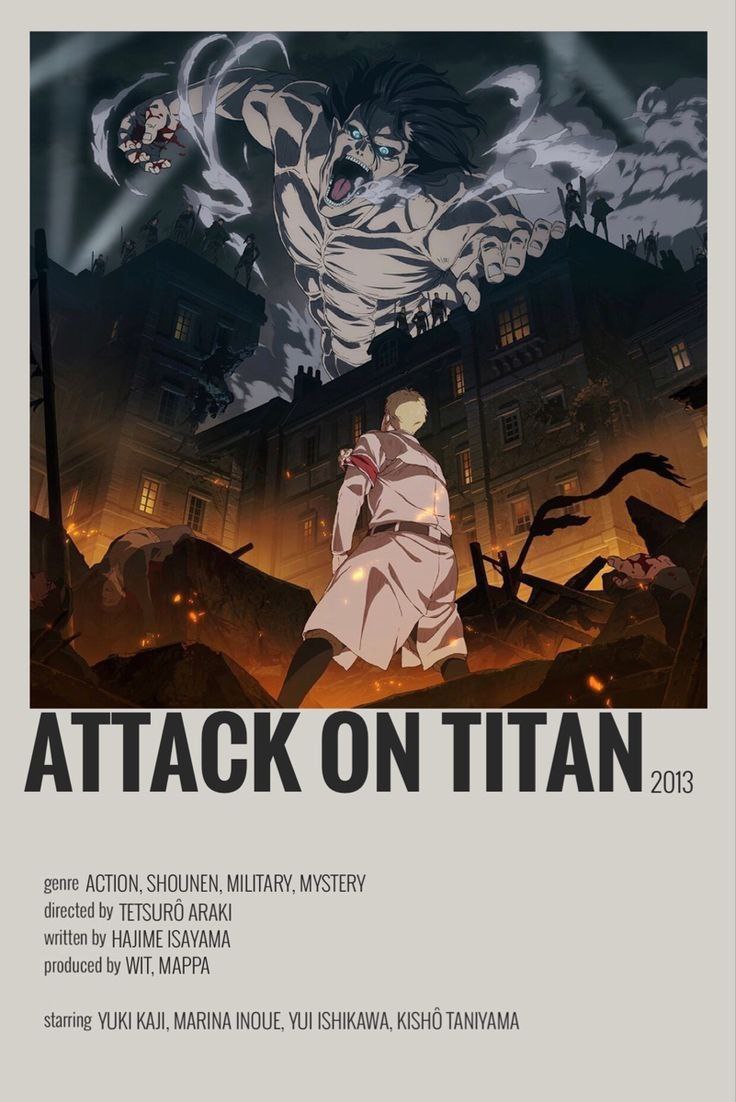 ATTACK ON TITAN 2013
genre ACTION, SHOUNEN, MILITARY, MYSTERY
directed by TETSURÔ ARAKI
written by HAJIME ISAYAMA
produced by WIT, MAPPA
starring YUKI KAJI, MARINA INOUE, YUI ISHIKAWA, KISHÔ TANIYAMA